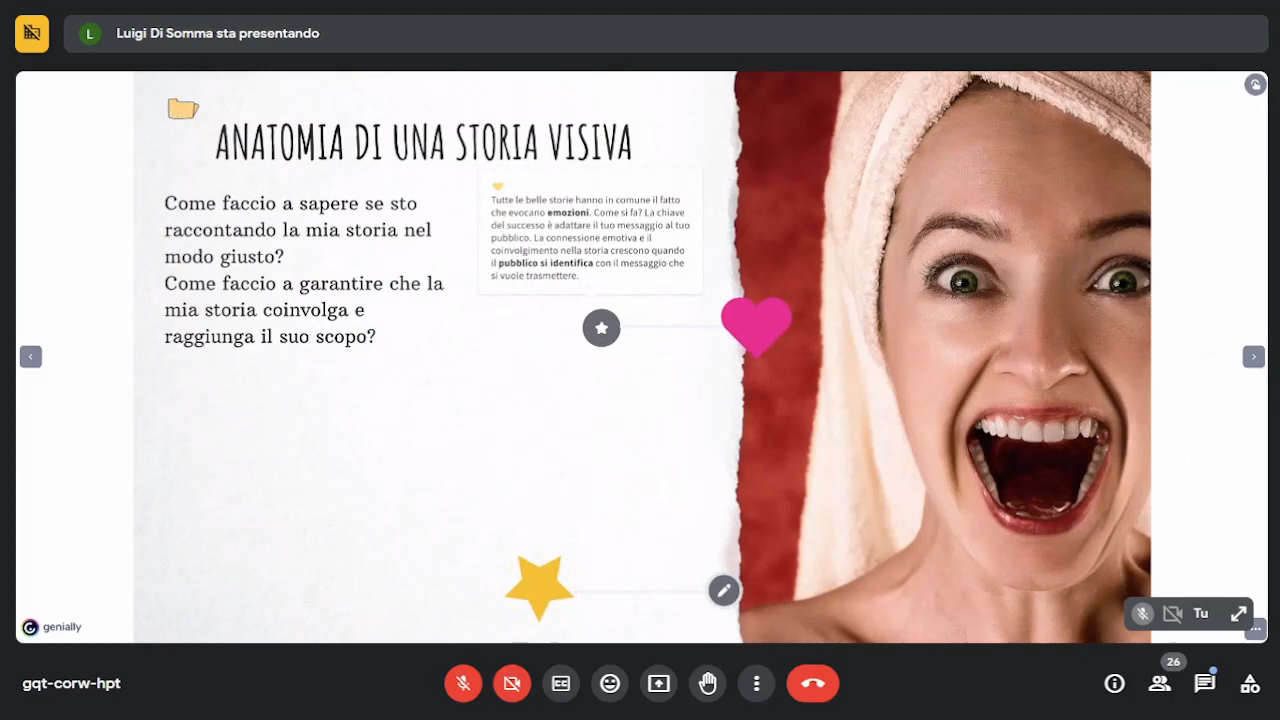 L Luigi Di Somma sta presentando
ANATOMIA DI UNA STORIA VISIVA
Come faccio a sapere se sto
raccontando la mia storia nel
modo giusto?
Come faccio a garantire che la
mia storia coinvolga e
raggiunga il suo scopo?
Tutte le belle storie hanno in comune il fatto
che evocano emozioni. Come si fa? La chiave
del successo è adattare il tuo messaggio al tuo
pubblico. La connessione emotiva e il
coinvolgimento nella storia crescono quando
il pubblico si identifica con il messaggio che
si vuole trasmettere.
genially
Tu
gqt-corw-hpt
26